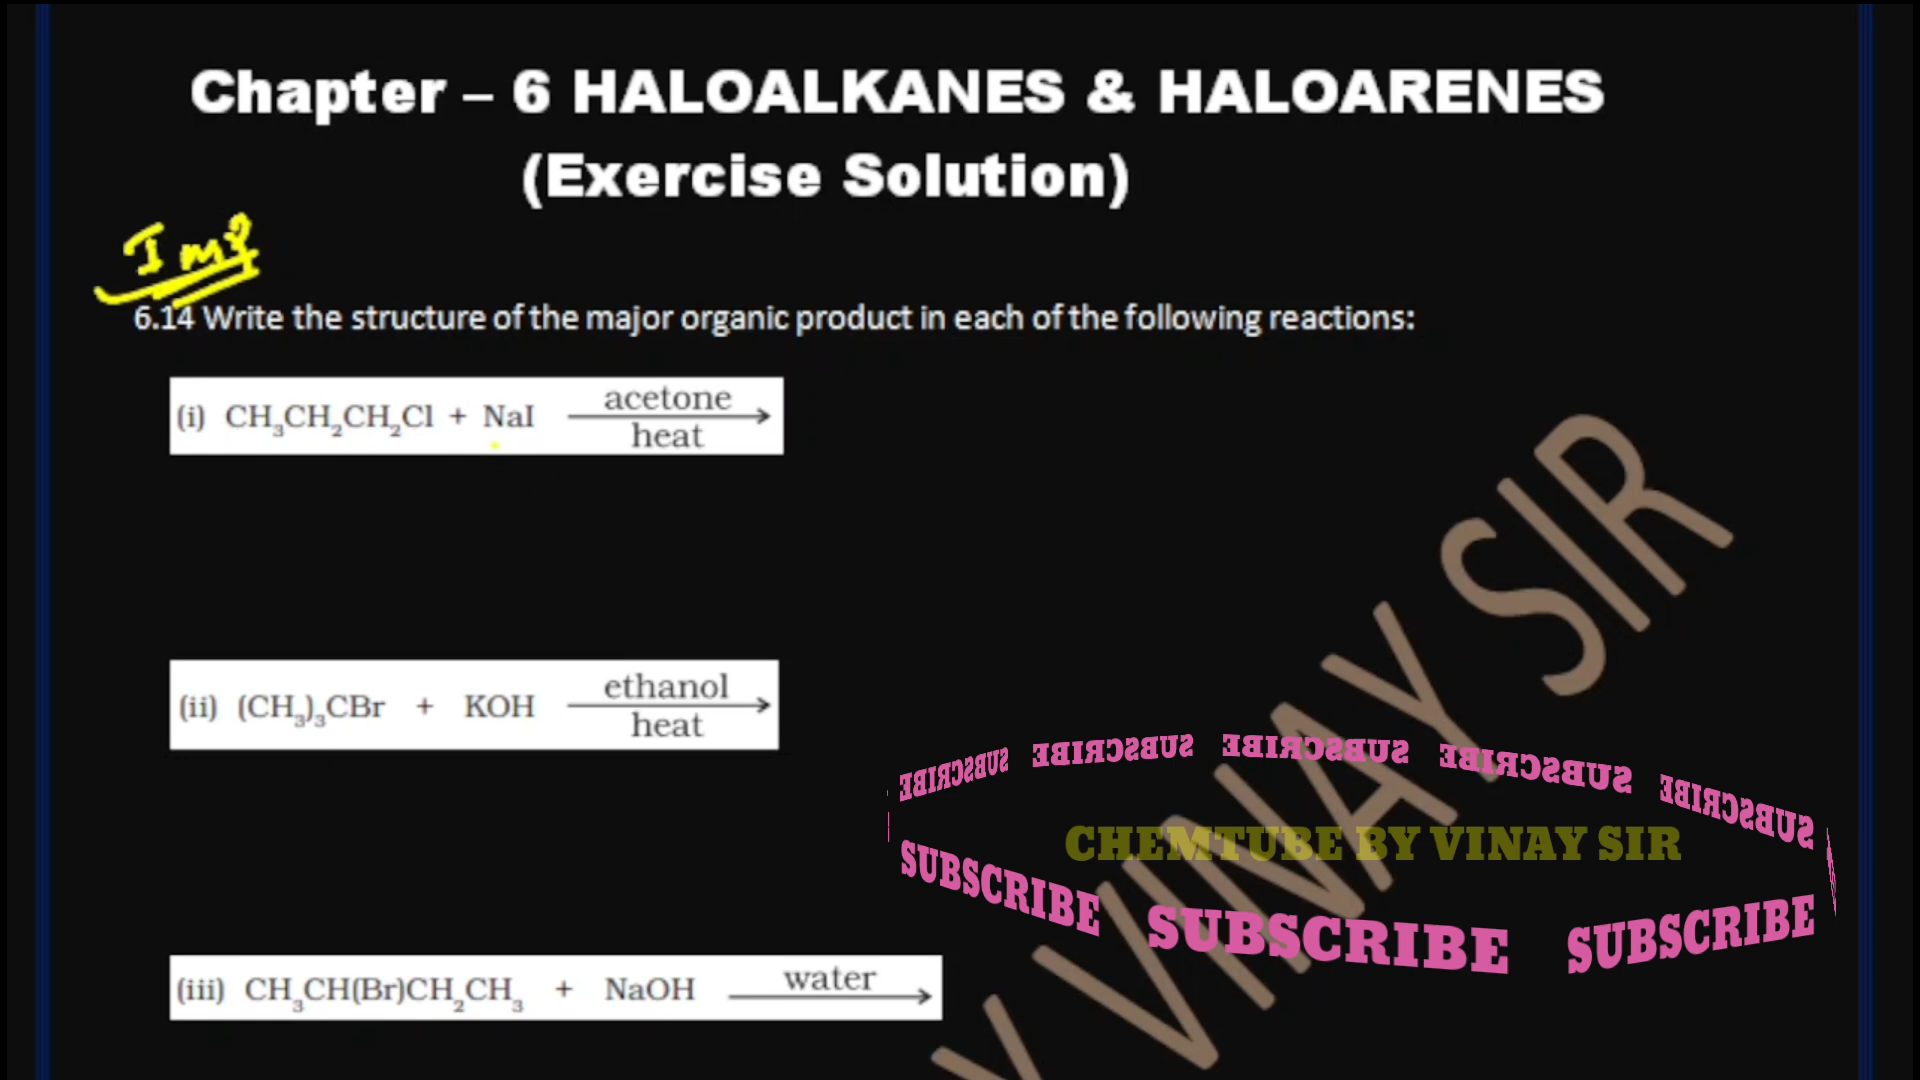 Chapter – 6 HALOALKANES & HALOARENES
(Exercise Solution)
Imp
6.14 Write the structure of the major organic product in each of the following reactions:
(i) CH₃CH₂CH₂Cl + NaI acetone heat
(ii) (CH₃)₃CBr + KOH ethanol heat
(iii) CH₃CH(Br)CH₂CH₃ + NaOH water
SUBSCRIBE SUBSCRIBE SUBSCRIBE SUBSCRIBE SUBSCRIBE
CHEMTUBE BY VINAY SIR
SUBSCRIBE SUBSCRIBE SUBSCRIBE
Y VINAY SIR